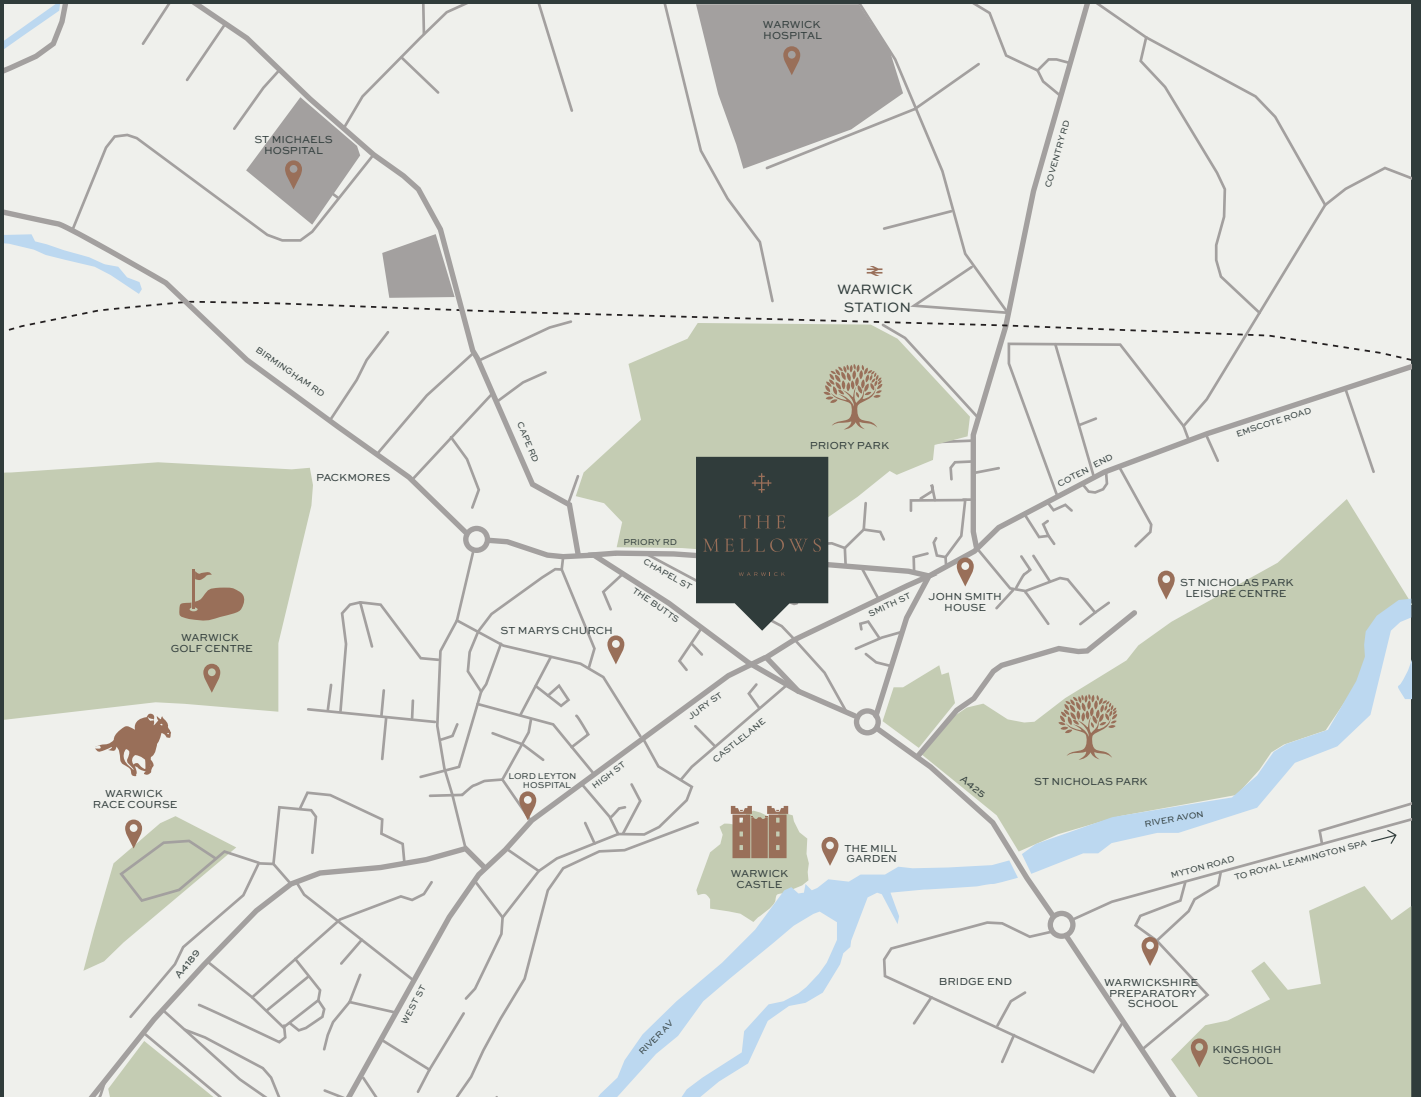 WARWICK
HOSPITAL
ST MICHAELS
HOSPITAL
COVENTRY RD
WARWICK
STATION
BIRMINGHAM RD
CAPE RD
PRIORY PARK
EMSCOTE ROAD
COTEN END
PACKMORES
THE
MELLOWS
WARWICK
PRIORY RD
CHAPEL ST
THE BUTTS
SMITH ST
JOHN SMITH
HOUSE
ST NICHOLAS PARK
LEISURE CENTRE
WARWICK
GOLF CENTRE
ST MARYS CHURCH
JURY ST
CASTLELANE
HIGH ST
LORD LEYTON
HOSPITAL
WARWICK
RACE COURSE
A425
ST NICHOLAS PARK
RIVER AVON
WARWICK
CASTLE
THE MILL
GARDEN
MYTON ROAD
TO ROYAL LEAMINGTON SPA
A4189
WEST ST
RIVER AV
BRIDGE END
WARWICKSHIRE
PREPARATORY
SCHOOL
KINGS HIGH
SCHOOL